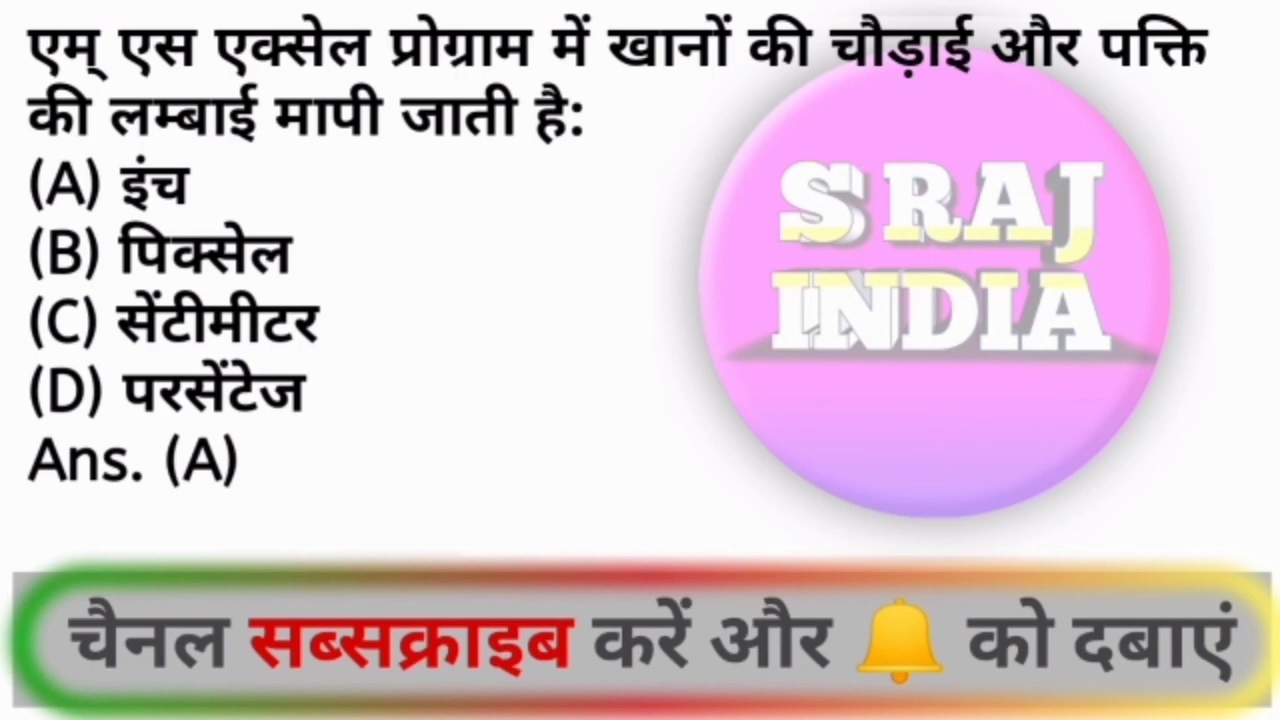 एम् एस एक्सेल प्रोग्राम में खानों की चौड़ाई और पक्ति
की लम्बाई मापी जाती है:
(A) इंच
(B) पिक्सेल
(C) सेंटीमीटर
(D) परसेंटेज
Ans. (A)
S RAJ
INDIA
चैनल सब्सक्राइब करें और 🔔 को दबाएं